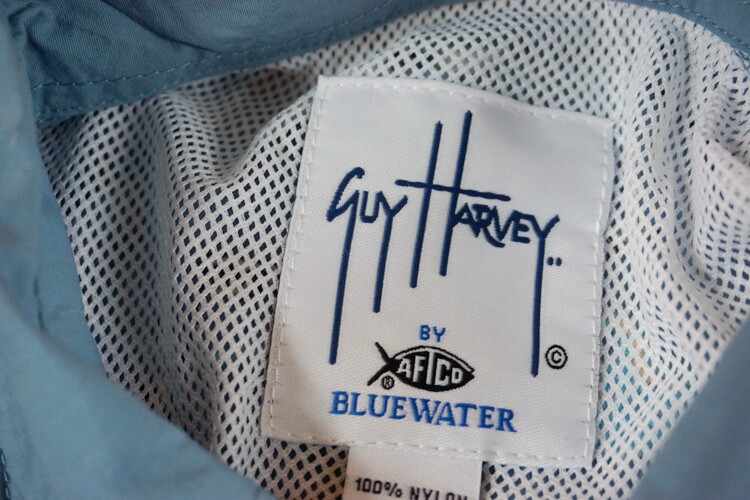 GUY HARVEY..
BY
AFTCO ®
©
BLUEWATER
100% NYLON